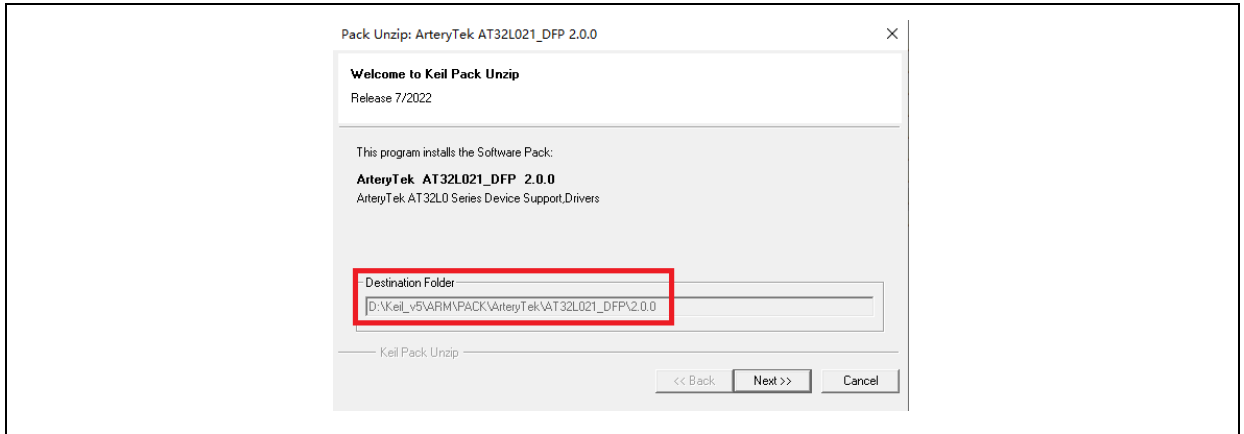 Pack Unzip: ArteryTek AT32L021_DFP 2.0.0
Welcome to Keil Pack Unzip
Release 7/2022
This program installs the Software Pack:
ArteryTek AT32L021_DFP 2.0.0
ArteryTek AT32L0 Series Device Support,Drivers
Destination Folder
D:\Keil_v5\ARM\PACK\ArteryTek\AT32L021_DFP\2.0.0
Keil Pack Unzip
<< Back Next >> Cancel